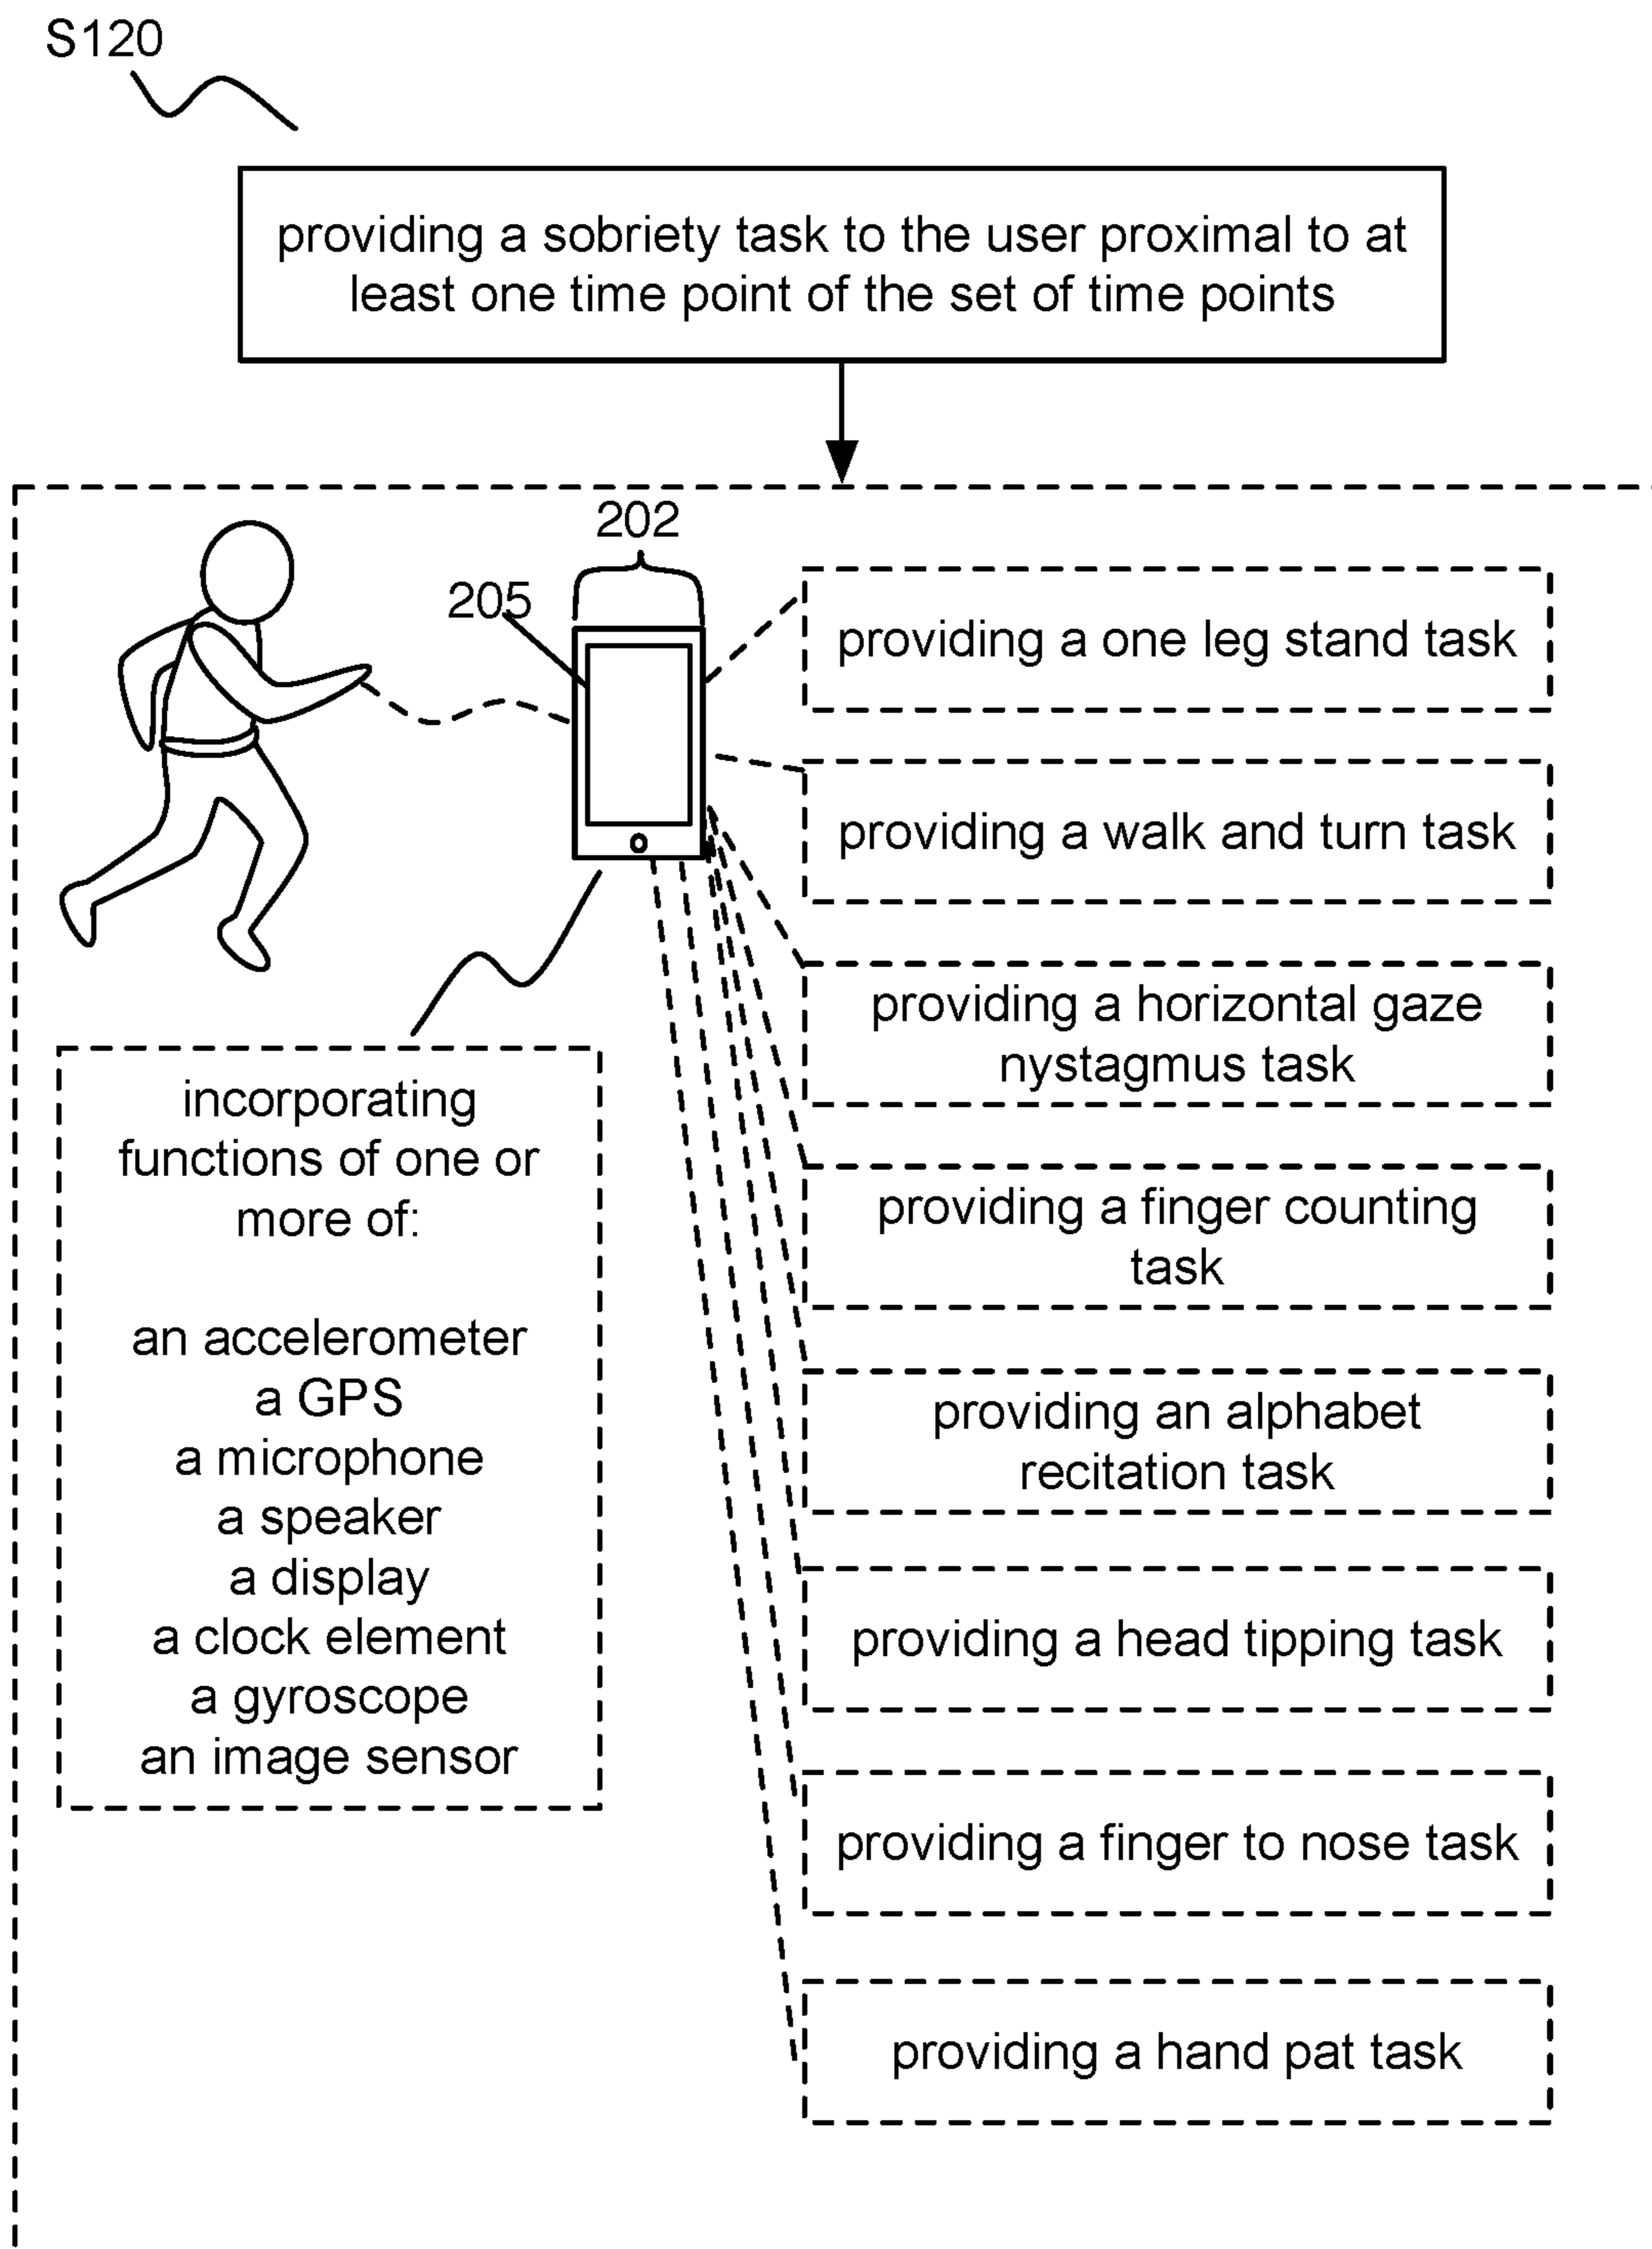 S120
providing a sobriety task to the user proximal to at
least one time point of the set of time points
202
205
providing a one leg stand task
providing a walk and turn task
providing a horizontal gaze
nystagmus task
providing a finger counting
task
providing an alphabet
recitation task
providing a head tipping task
providing a finger to nose task
providing a hand pat task
incorporating
functions of one or
more of:
an accelerometer
a GPS
a microphone
a speaker
a display
a clock element
a gyroscope
an image sensor